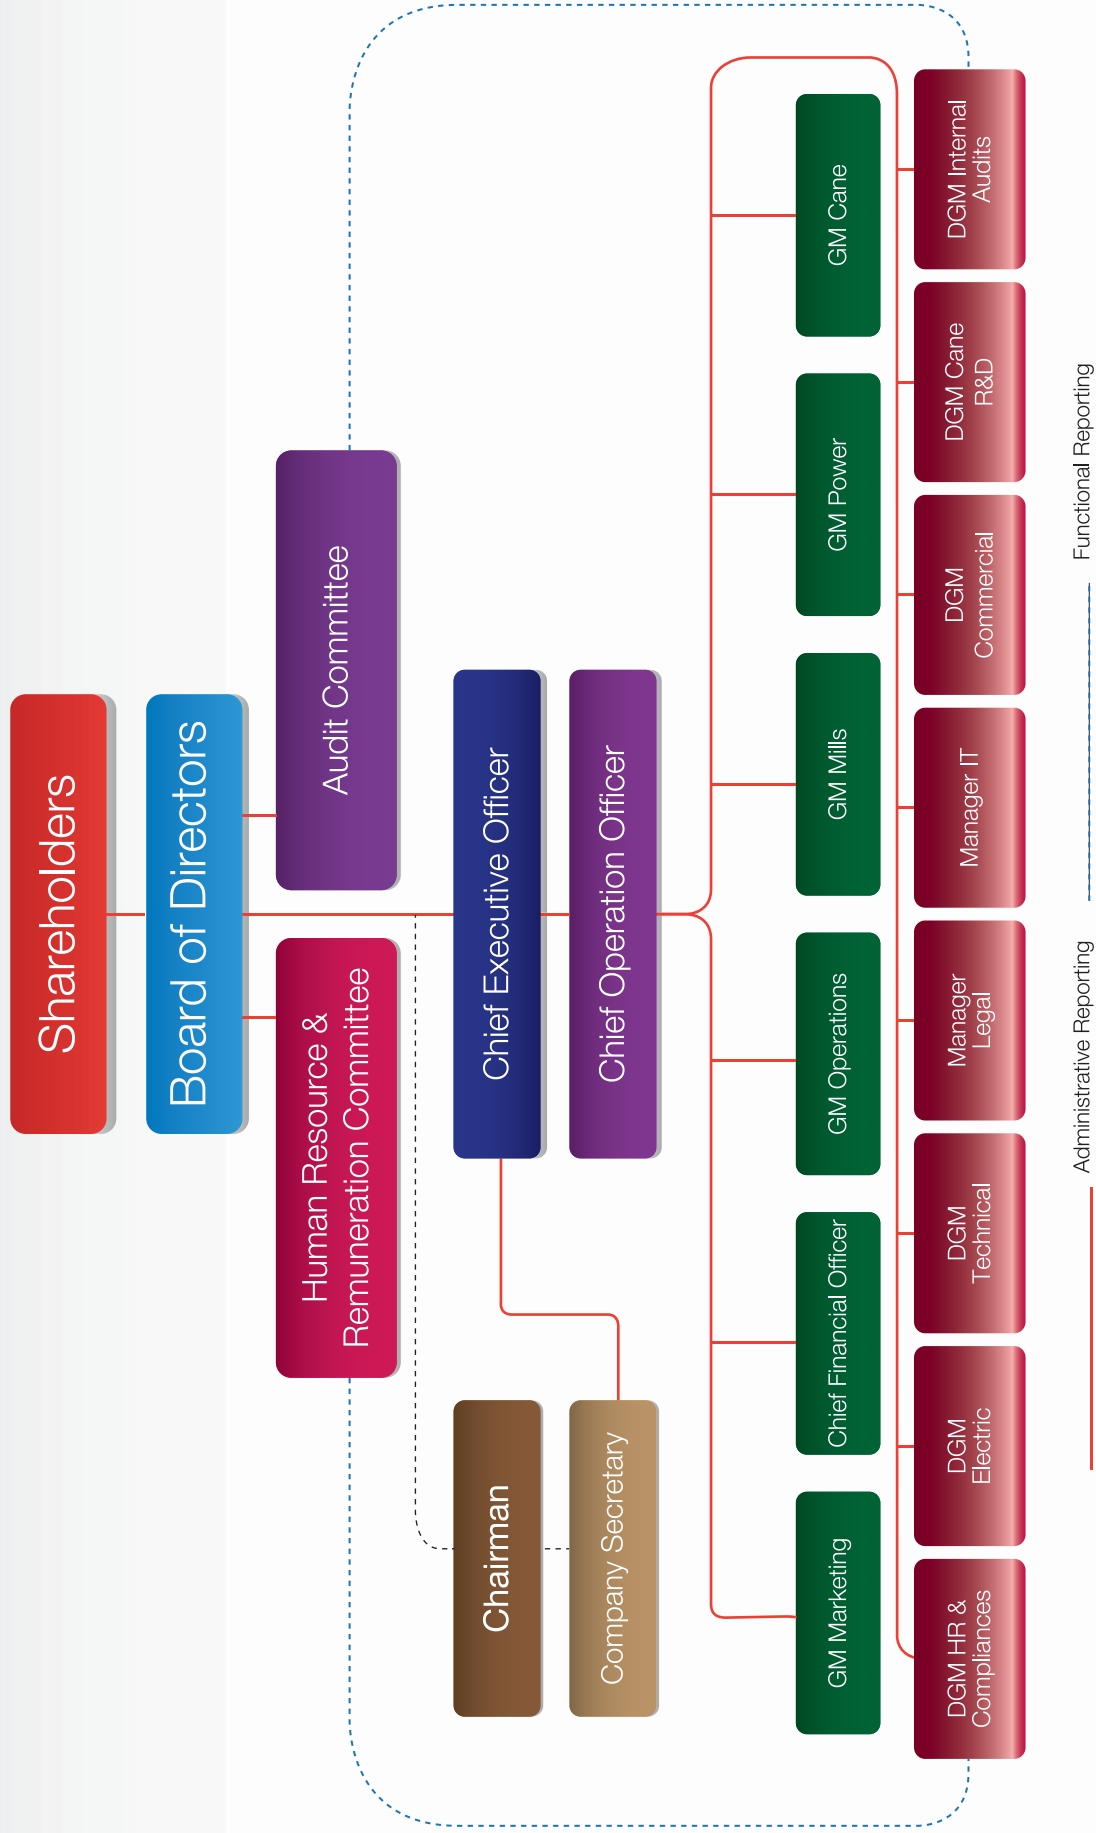 Shareholders
Board of Directors
Human Resource &
Remuneration Committee
Audit Committee
Chairman
Chief Executive Officer
Company Secretary
Chief Operation Officer
GM Marketing
Chief Financial Officer
GM Operations
GM Mills
GM Power
GM Cane
DGM HR &
Compliances
DGM
Electric
DGM
Technical
Manager
Legal
Manager IT
DGM
Commercial
DGM Cane
R&D
DGM Internal
Audits
Administrative Reporting
Functional Reporting